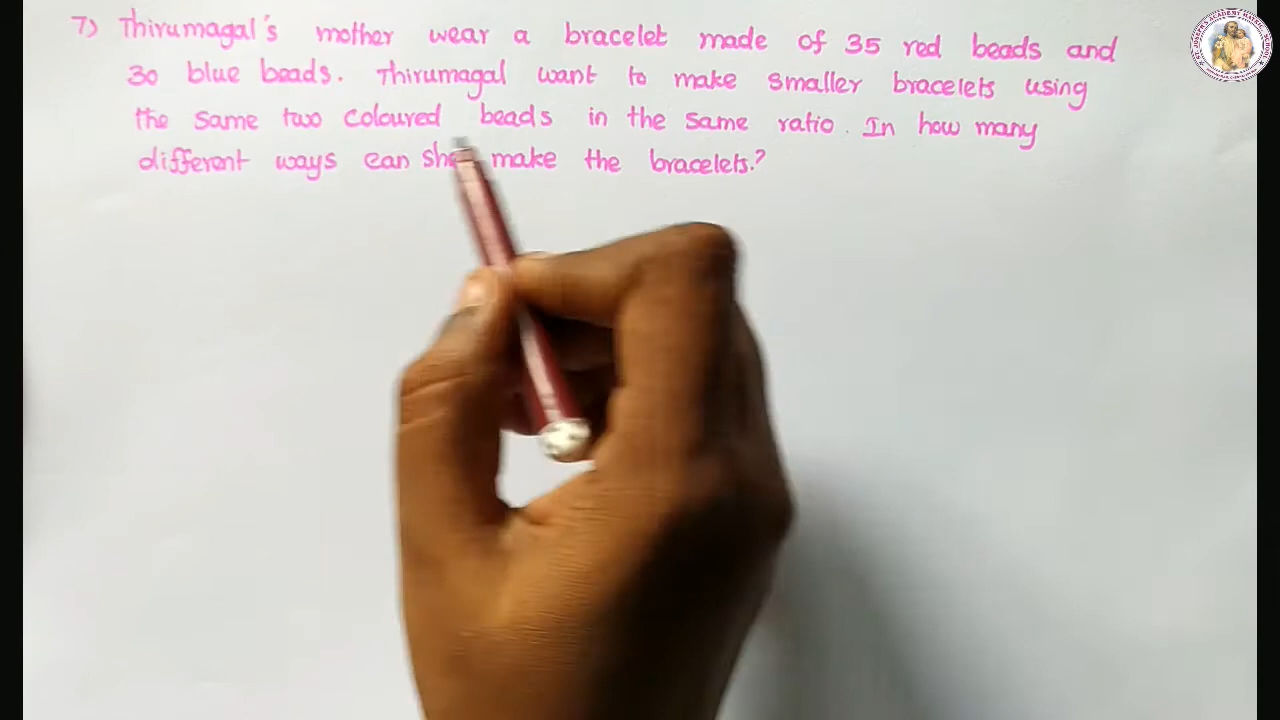 7) Thirumagal's mother wear a bracelet made of 35 red beads and
30 blue beads. Thirumagal want to make smaller bracelets using
the same two coloured beads in the same ratio. In how many
different ways can she make the bracelets.?